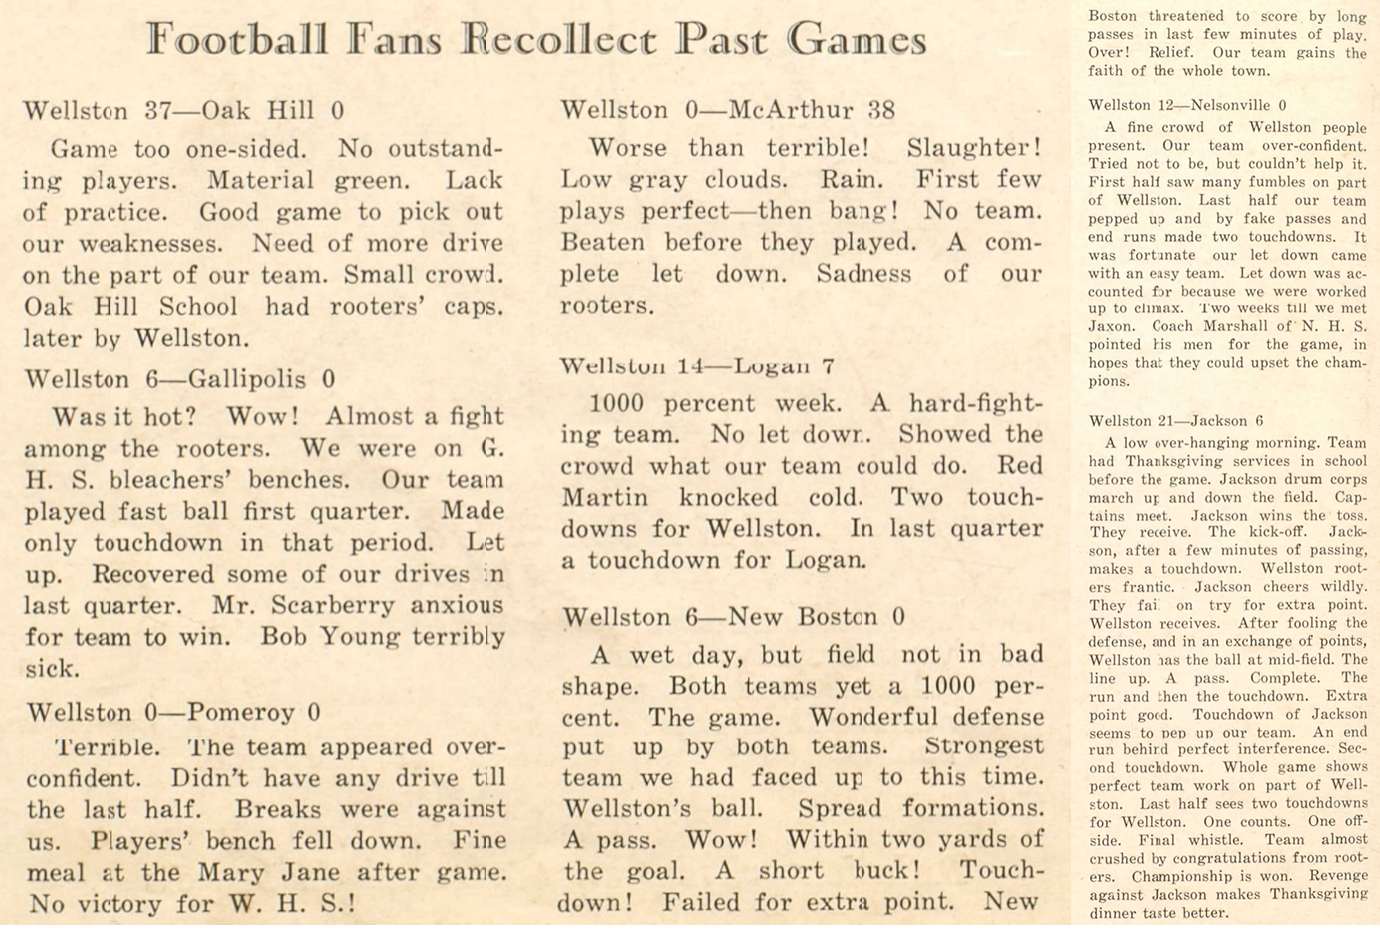 Football Fans Recollect Past Games
Wellston 37—Oak Hill 0
Game too one-sided. No outstand-
ing players. Material green. Lack
of practice. Good game to pick out
our weaknesses. Need of more drive
on the part of our team. Small crowd.
Oak Hill School had rooters' caps.
later by Wellston.
Wellston 6—Gallipolis 0
Was it hot? Wow! Almost a fight
among the rooters. We were on G.
H. S. bleachers' benches. Our team
played fast ball first quarter. Made
only touchdown in that period. Let
up. Recovered some of our drives in
last quarter. Mr. Scarberry anxious
for team to win. Bob Young terribly
sick.
Wellston 0—Pomeroy 0
Terrible. The team appeared over-
confident. Didn't have any drive till
the last half. Breaks were against
us. Players' bench fell down. Fine
meal at the Mary Jane after game.
No victory for W. H. S.!
Wellston 0—McArthur 38
Worse than terrible! Slaughter!
Low gray clouds. Rain. First few
plays perfect—then bang! No team.
Beaten before they played. A com-
plete let down. Sadness of our
rooters.
Wellston 14—Logan 7
1000 percent week. A hard-fight-
ing team. No let down. Showed the
crowd what our team could do. Red
Martin knocked cold. Two touch-
downs for Wellston. In last quarter
a touchdown for Logan.
Wellston 6—New Boston 0
A wet day, but field not in bad
shape. Both teams yet a 1000 per-
cent. The game. Wonderful defense
put up by both teams. Strongest
team we had faced up to this time.
Wellston's ball. Spread formations.
A pass. Wow! Within two yards of
the goal. A short buck! Touch-
down! Failed for extra point. New
Boston threatened to score by long
passes in last few minutes of play.
Over! Relief. Our team gains the
faith of the whole town.
Wellston 12—Nelsonville 0
A fine crowd of Wellston people
present. Our team over-confident.
Tried not to be, but couldn't help it.
First half saw many fumbles on part
of Wellston. Last half our team
pepped up and by fake passes and
end runs made two touchdowns. It
was fortunate our let down came
with an easy team. Let down was ac-
counted for because we were worked
up to climax. Two weeks till we met
Jaxon. Coach Marshall of N. H. S.
pointed his men for the game, in
hopes that they could upset the cham-
pions.
Wellston 21—Jackson 6
A low over-hanging morning. Team
had Thanksgiving services in school
before the game. Jackson drum corps
march up and down the field. Cap-
tains meet. Jackson wins the toss.
They receive. The kick-off. Jack-
son, after a few minutes of passing,
makes a touchdown. Wellston root-
ers frantic. Jackson cheers wildly.
They fail on try for extra point.
Wellston receives. After fooling the
defense, and in an exchange of points,
Wellston has the ball at mid-field. The
line up. A pass. Complete. The
run and then the touchdown. Extra
point good. Touchdown of Jackson
seems to pep up our team. An end
run behind perfect interference. Sec-
ond touchdown. Whole game shows
perfect team work on part of Well-
ston. Last half sees two touchdowns
for Wellston. One counts. One off-
side. Final whistle. Team almost
crushed by congratulations from root-
ers. Championship is won. Revenge
against Jackson makes Thanksgiving
dinner taste better.